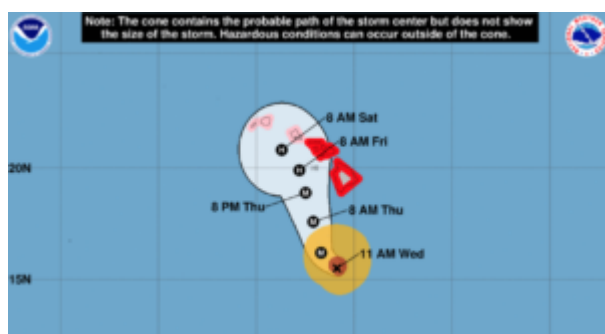 Note: The cone contains the probable path of the storm center but does not show
the size of the storm. Hazardous conditions can occur outside of the cone.
8 AM Sat
8 AM Fri
20N
8 PM Thu
8 AM Thu
11 AM Wed
15N
H
H
M
M
M